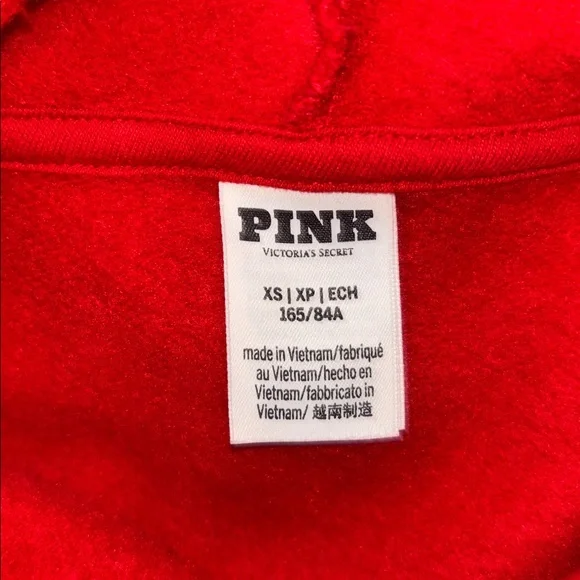 PINK
VICTORIA'S SECRET
XS | XP | ECH
165/84A
made in Vietnam/fabriqué
au Vietnam/hecho en
Vietnam/fabbricato in
Vietnam/ 越南制造